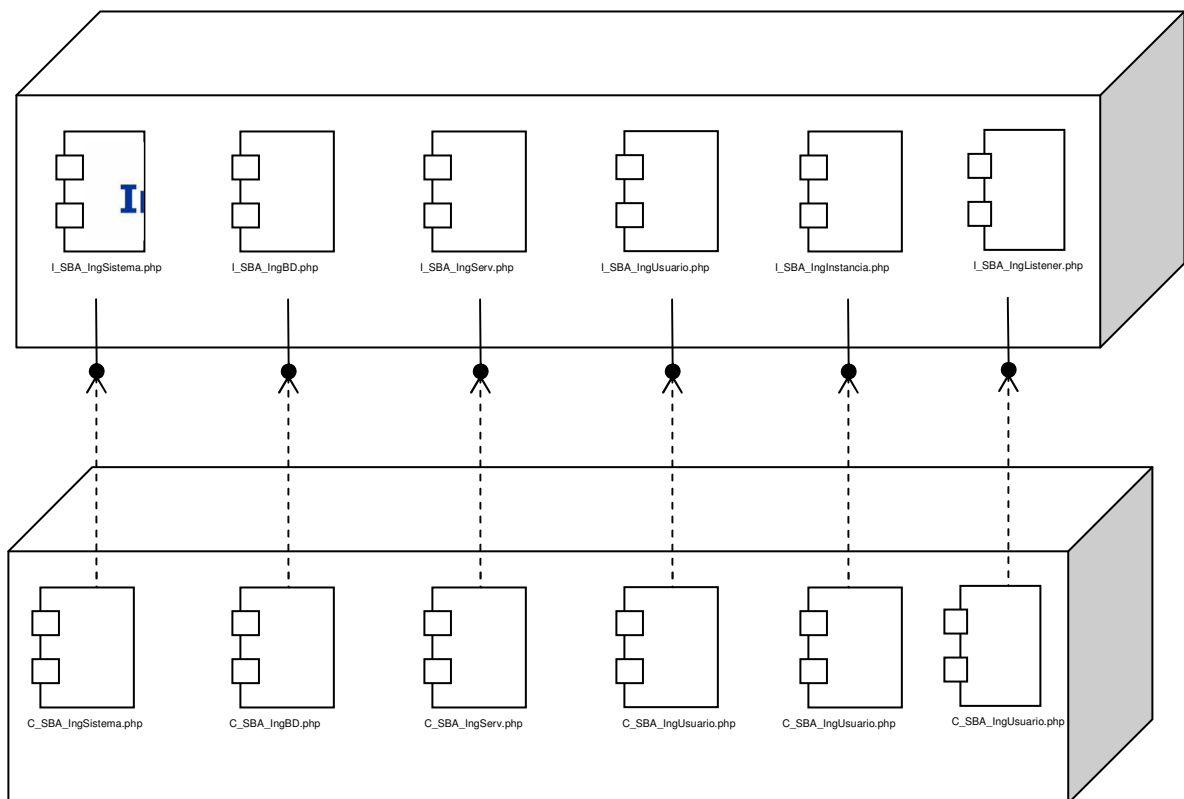 I_SBA_IngSistema.php
I_SBA_IngBD.php
I_SBA_IngServ.php
I_SBA_IngUsuario.php
I_SBA_IngInstancia.php
I_SBA_IngListener.php
C_SBA_IngSistema.php
C_SBA_IngBD.php
C_SBA_IngServ.php
C_SBA_IngUsuario.php
C_SBA_IngUsuario.php
C_SBA_IngUsuario.php